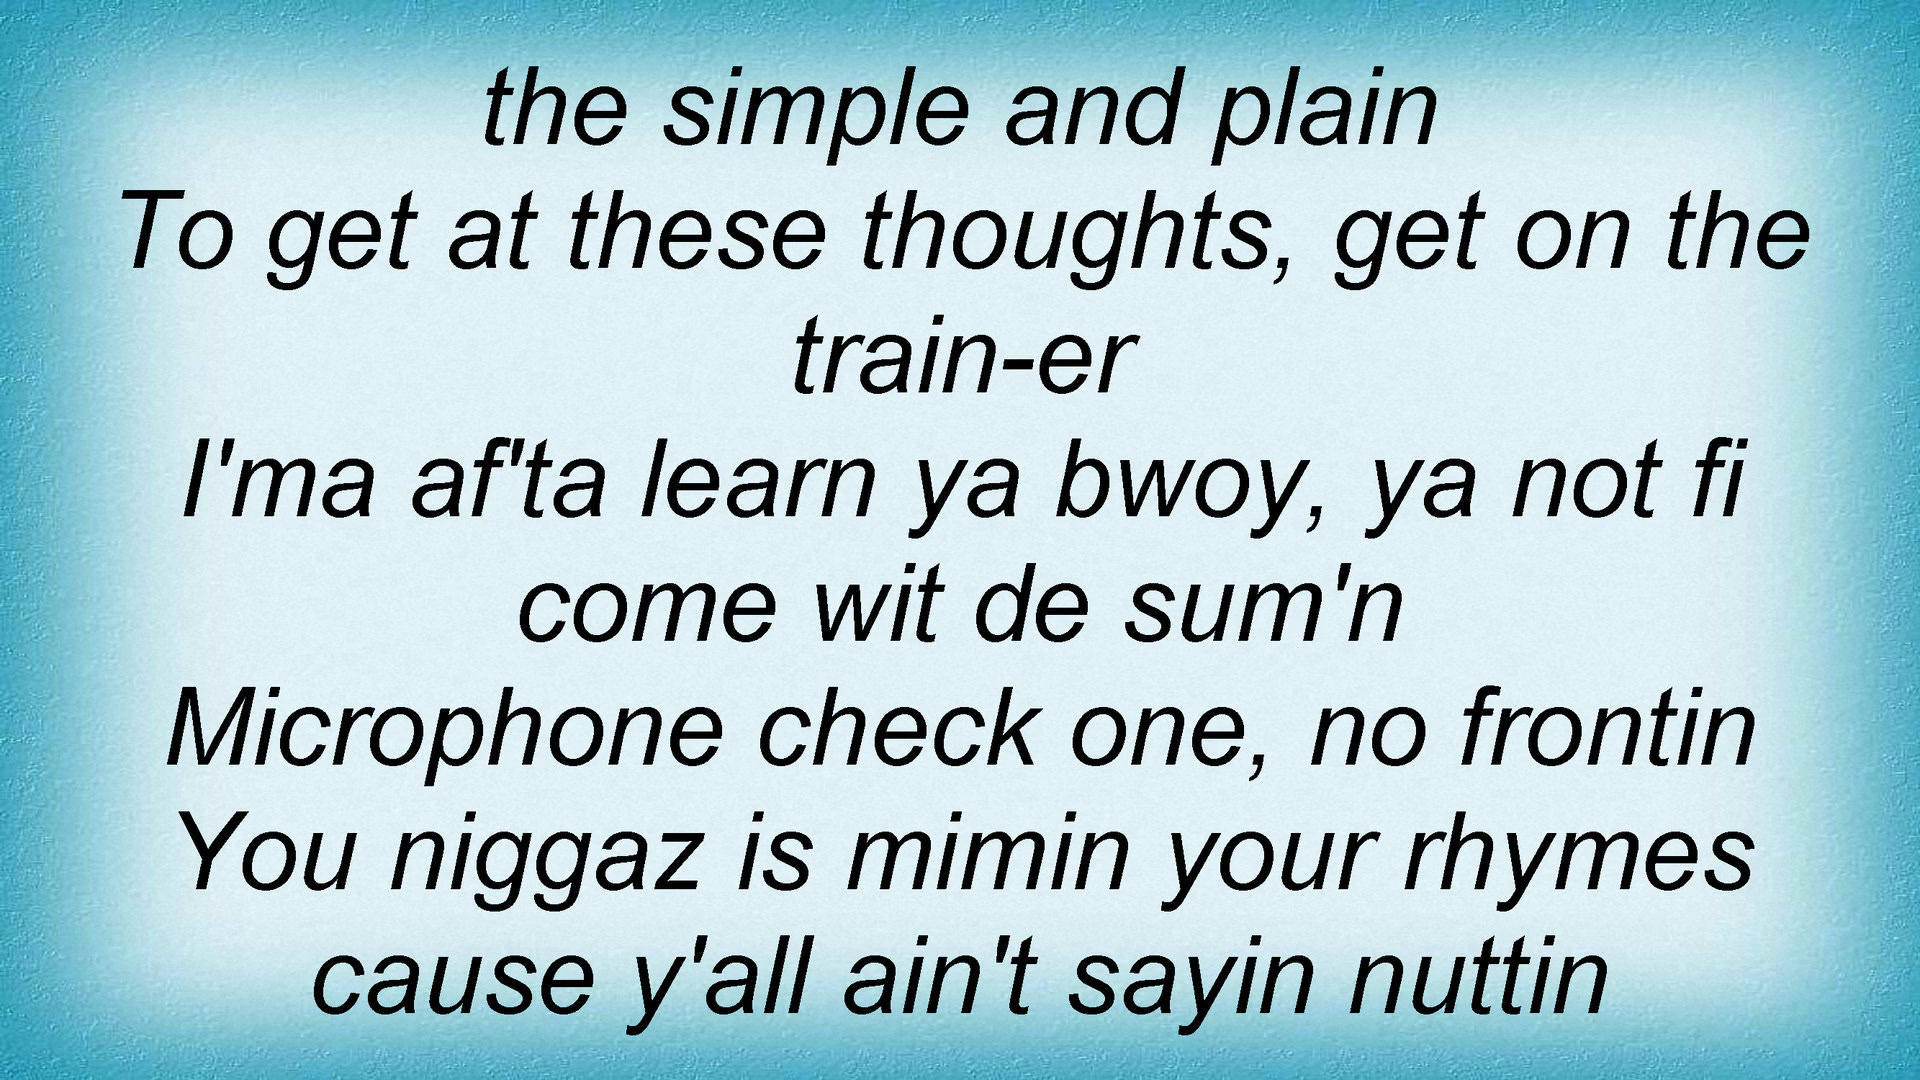 the simple and plain
To get at these thoughts, get on the
train-er
I'ma af'ta learn ya bwoy, ya not fi
come wit de sum'n
Microphone check one, no frontin
You niggaz is mimin your rhymes
cause y'all ain't sayin nuttin